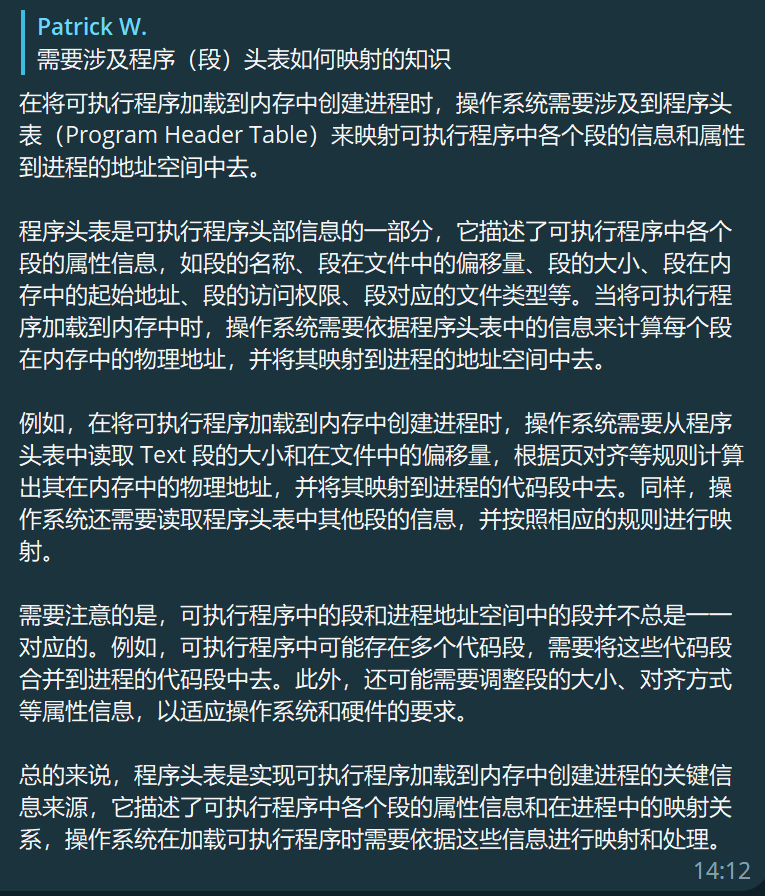 Patrick W.
需要涉及程序（段）头表如何映射的知识
在将可执行程序加载到内存中创建进程时，操作系统需要涉及到程序头
表（Program Header Table）来映射可执行程序中各个段的信息和属性
到进程的地址空间中去。
程序头表是可执行程序头部信息的一部分，它描述了可执行程序中各个
段的属性信息，如段的名称、段在文件中的偏移量、段的大小、段在内
存中的起始地址、段的访问权限、段对应的文件类型等。当将可执行程
序加载到内存中时，操作系统需要依据程序头表中的信息来计算每个段
在内存中的物理地址，并将其映射到进程的地址空间中去。
例如，在将可执行程序加载到内存中创建进程时，操作系统需要从程序
头表中读取 Text 段的大小和在文件中的偏移量，根据页对齐等规则计算
出其在内存中的物理地址，并将其映射到进程的代码段中去。同样，操
作系统还需要读取程序头表中其他段的信息，并按照相应的规则进行映
射。
需要注意的是，可执行程序中的段和进程地址空间中的段并不总是一一
对应的。例如，可执行程序中可能存在多个代码段，需要将这些代码段
合并到进程的代码段中去。此外，还可能需要调整段的大小、对齐方式
等属性信息，以适应操作系统和硬件的要求。
总的来说，程序头表是实现可执行程序加载到内存中创建进程的关键信
息来源，它描述了可执行程序中各个段的属性信息和在进程中的映射关
系，操作系统在加载可执行程序时需要依据这些信息进行映射和处理。
14:12